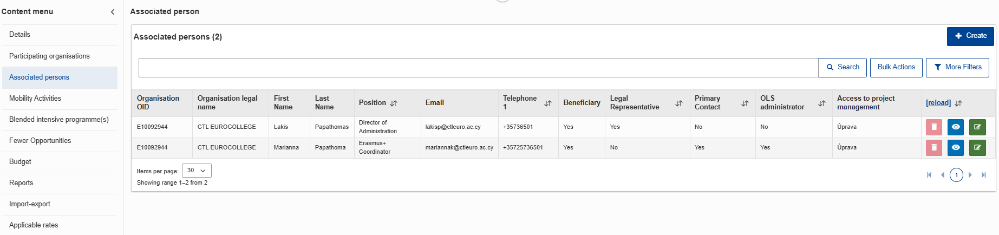 Content menu
Details
Participating organisations
Associated persons
Mobility Activities
Blended intensive programme(s)
Fewer Opportunities
Budget
Reports
Import-export
Applicable rates
Associated person
Associated persons (2)
Create
Search
Bulk Actions
More Filters
Organisation OID
Organisation legal name
First Name
Last Name
Position
Email
Telephone 1
Beneficiary
Legal Representative
Primary Contact
OLS administrator
Access to project management
[reload]
E10092944 CTL EUROCOLLEGE Lakis Papathomas Director of Administration lakisp@ctleuro.ac.cy +35736501 Yes Yes No No Úprava
E10092944 CTL EUROCOLLEGE Marianna Papathoma Erasmus+ Coordinator mariannak@ctleuro.ac.cy +35725736501 Yes No Yes Yes Úprava
Items per page: 30
Showing range 1–2 from 2
1